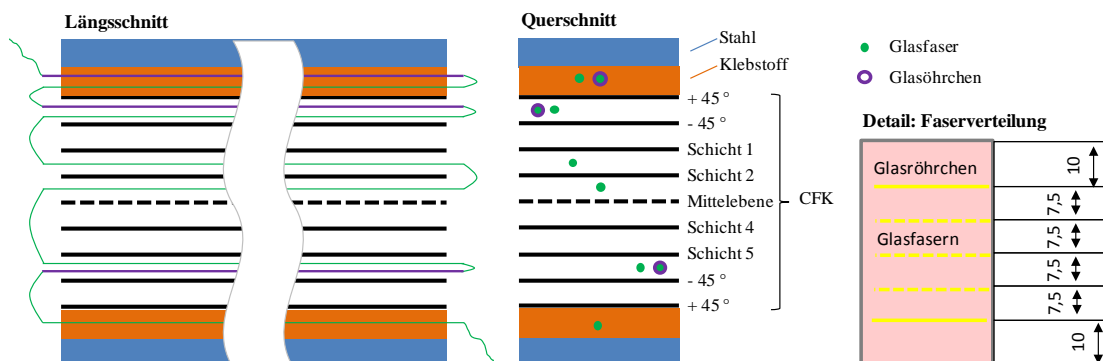 Längsschnitt
Querschnitt
Stahl
Klebstoff
+ 45 °
- 45 °
Schicht 1
Schicht 2
Mittelebene
Schicht 4
Schicht 5
- 45 °
+ 45 °
CFK
Glasfaser
Glasöhrchen
Detail: Faserverteilung
Glasröhrchen
Glasfasern
10
7,5
7,5
7,5
7,5
10